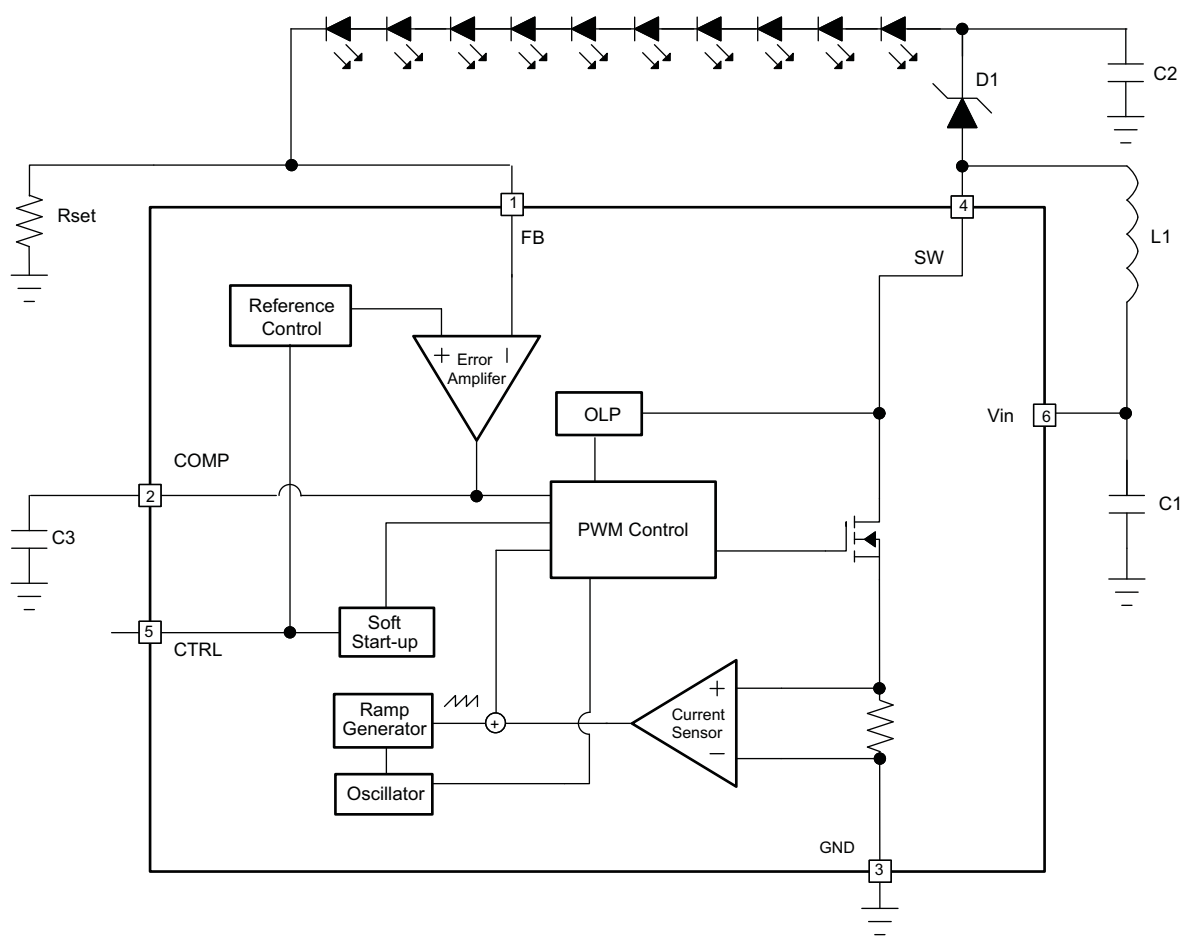 D1
C2
Rset
1
FB
4
SW
L1
Reference
Control
+ Error −
Amplifer
OLP
Vin
6
COMP
2
PWM Control
C1
C3
5
CTRL
Soft
Start-up
Ramp
Generator
+
+
Current
Sensor
−
Oscillator
GND
3